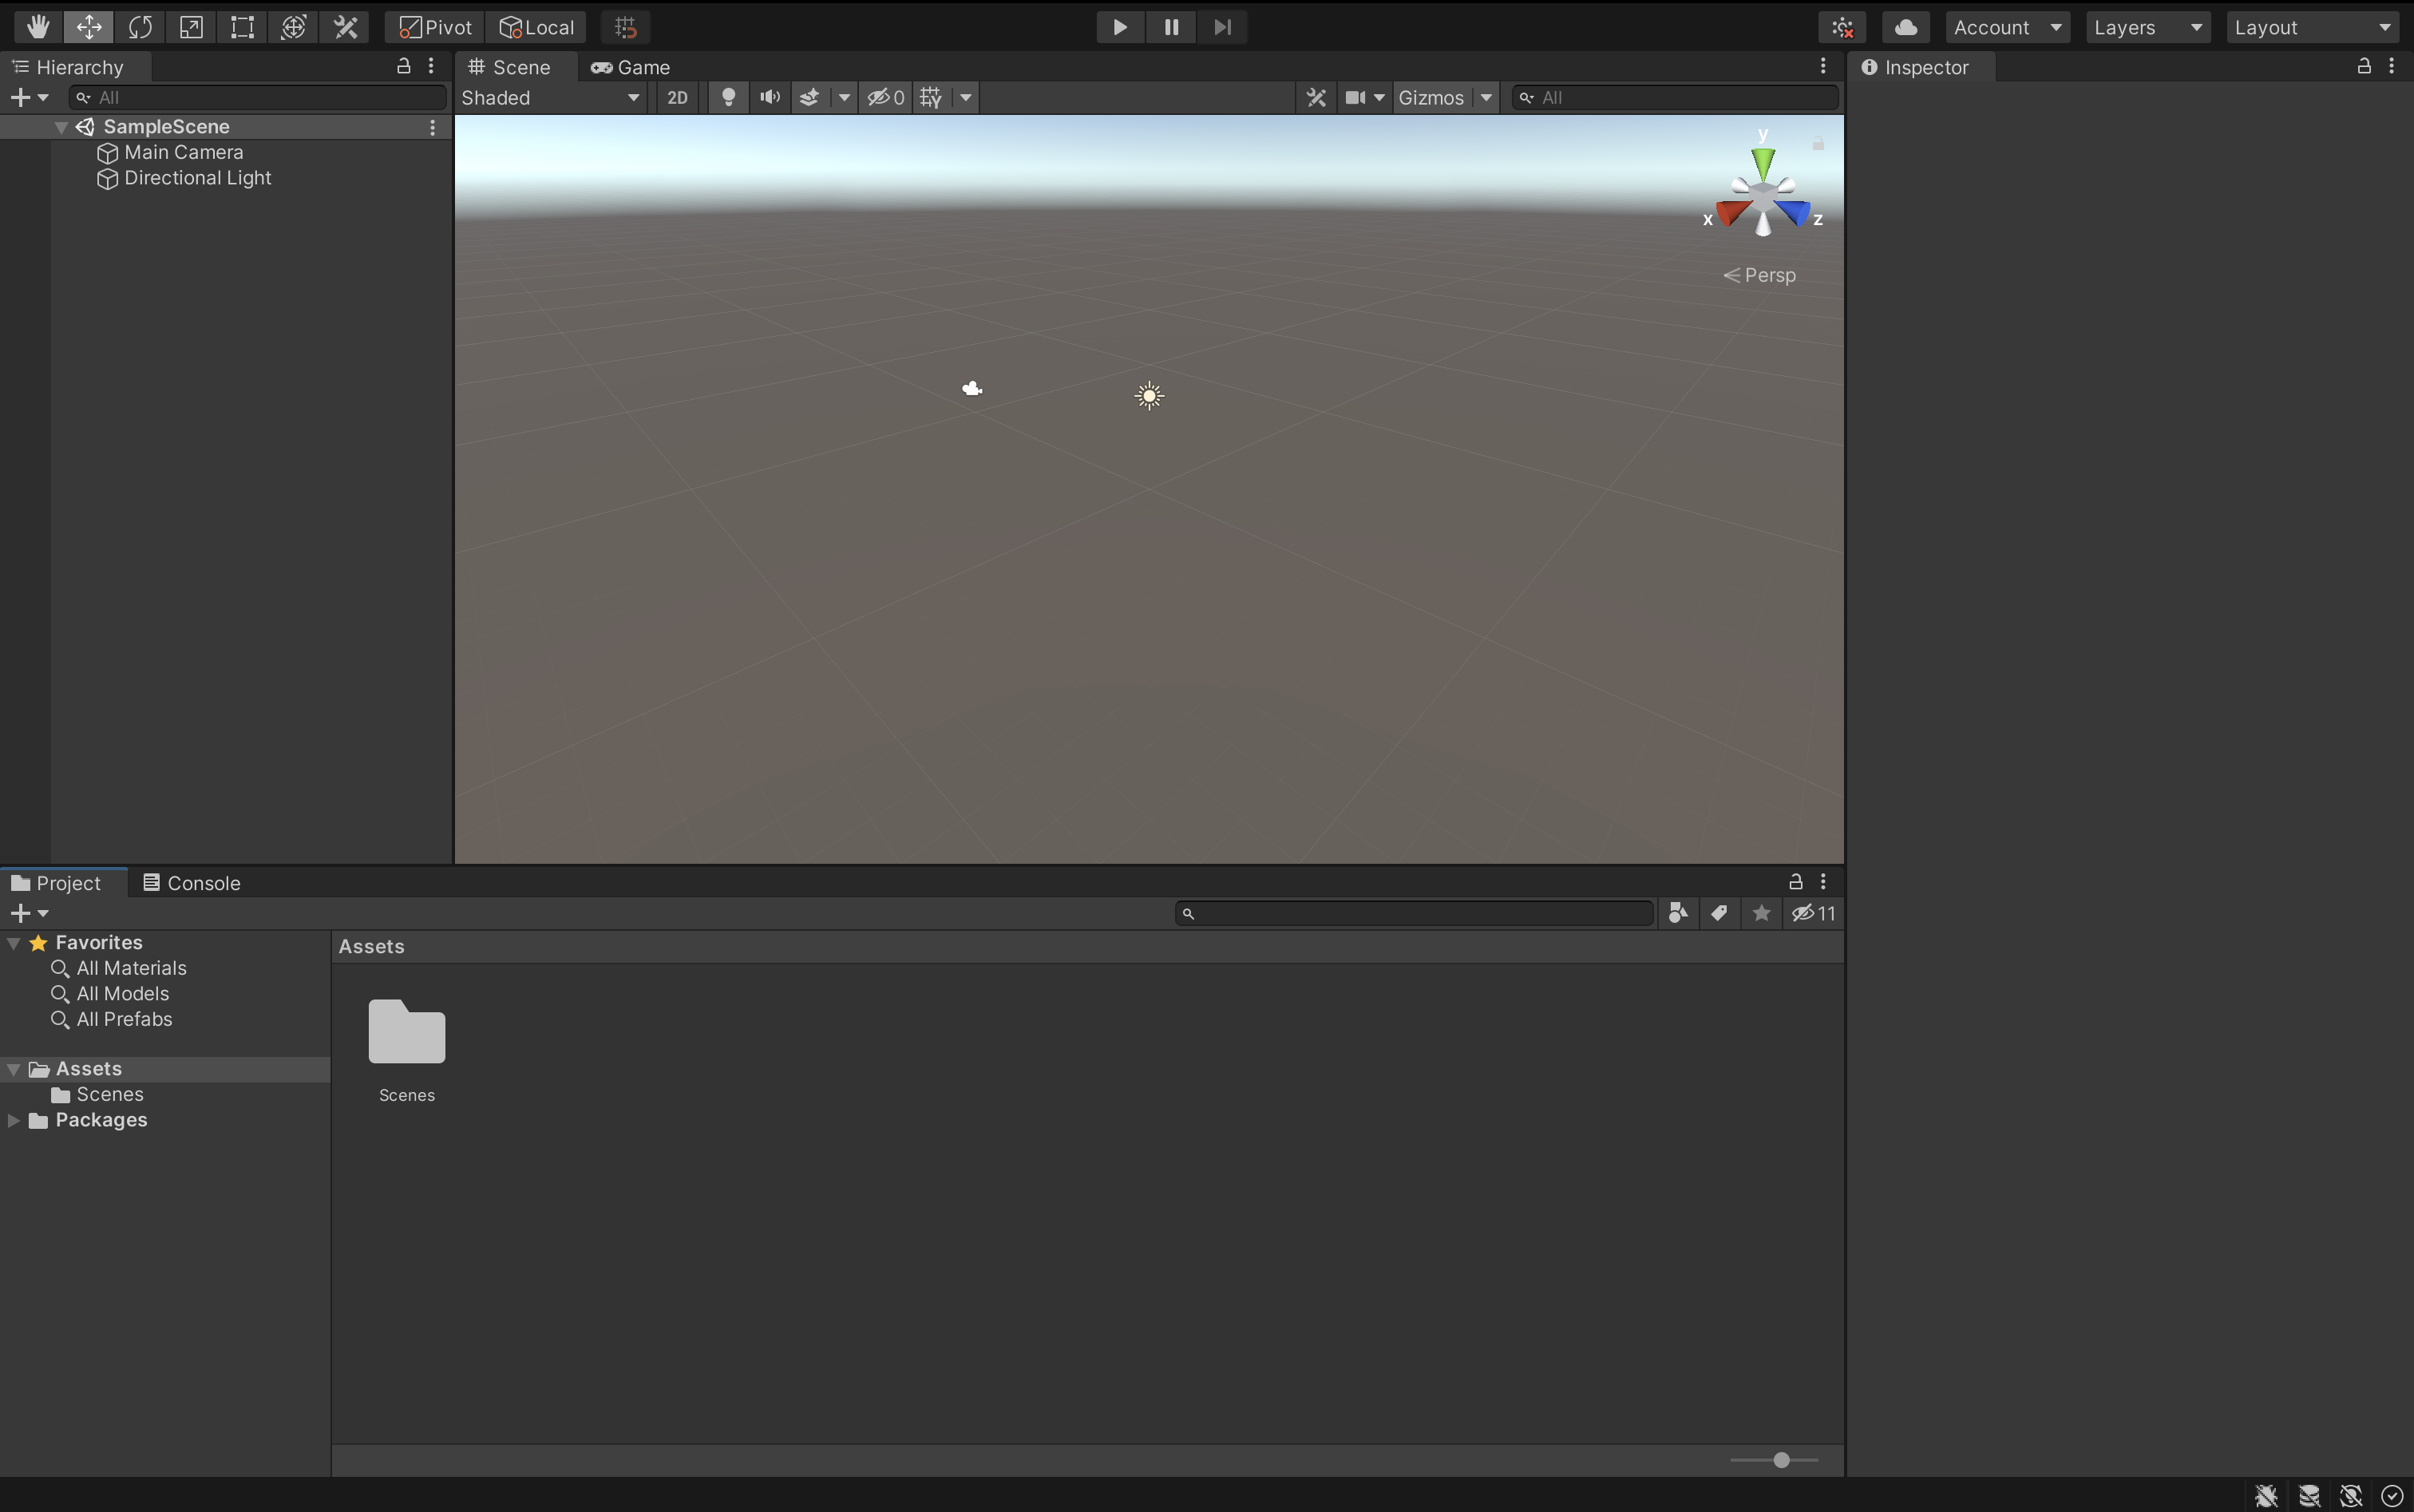 Pivot Local
Account Layers Layout
Hierarchy
All
SampleScene
Main Camera
Directional Light
Scene Game
Shaded 2D 0 Gizmos All
y
x z
Persp
Inspector
Project Console
11
Favorites
All Materials
All Models
All Prefabs
Assets
Scenes
Packages
Assets
Scenes